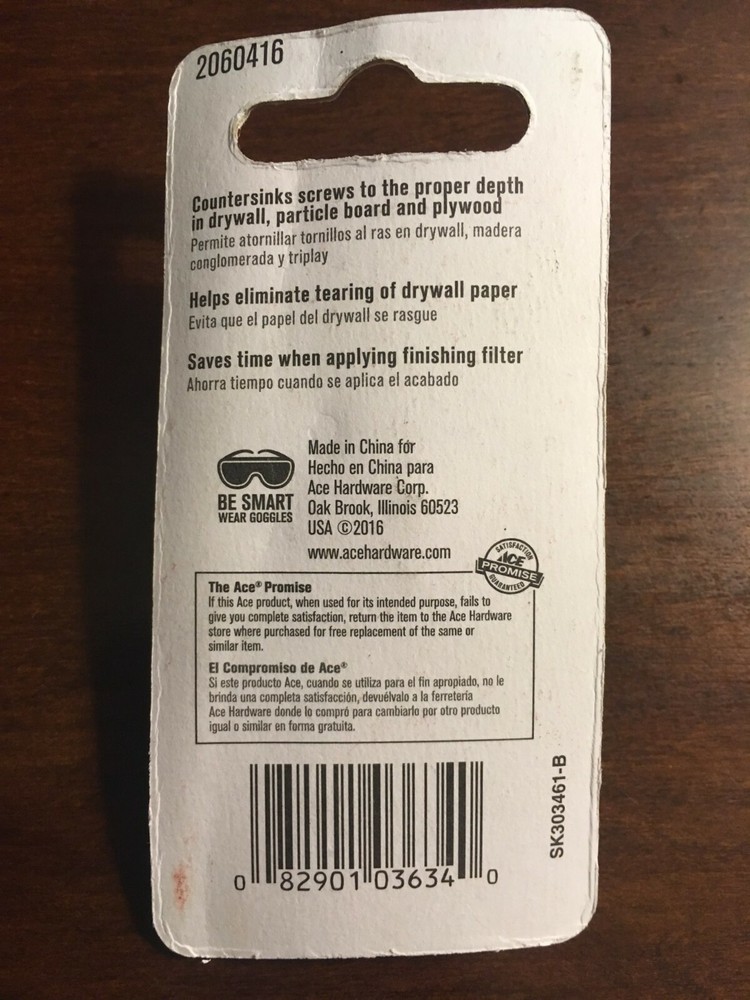 2060416
Countersinks screws to the proper depth
in drywall, particle board and plywood
Permite atornillar tornillos al ras en drywall, madera
conglomerada y triplay
Helps eliminate tearing of drywall paper
Evita que el papel del drywall se rasgue
Saves time when applying finishing filter
Ahorra tiempo cuando se aplica el acabado
BE SMART
WEAR GOGGLES
Made in China for
Hecho en China para
Ace Hardware Corp.
Oak Brook, Illinois 60523
USA ©2016
www.acehardware.com
SATISFACTION
ACE
PROMISE
GUARANTEED
The Ace® Promise
If this Ace product, when used for its intended purpose, fails to
give you complete satisfaction, return the item to the Ace Hardware
store where purchased for free replacement of the same or
similar item.
El Compromiso de Ace®
Si este producto Ace, cuando se utiliza para el fin apropiado, no le
brinda una completa satisfacción, devuélvalo a la ferretería
Ace Hardware donde lo compró para cambiarlo por otro producto
igual o similar en forma gratuita.
SK303461-B
0 82901 03634 0